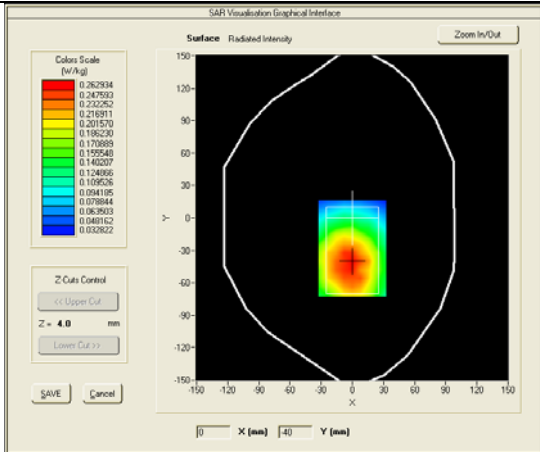 SAR Visualisation Graphical Interface
Surface Radiated Intensity
Zoom In/Out
Colors Scale
(W/kg)
0.262934
0.247593
0.232252
0.216911
0.201570
0.186230
0.170889
0.155548
0.140207
0.124866
0.109526
0.094185
0.078844
0.063503
0.048162
0.032822
150
120
90
60
30
0
-30
-60
-90
-120
-150
Y
-150 -120 -90 -60 -30 0 30 60 90 120 150
X
Z-Cuts Control
<< Upper Cut
Z = 4.0 mm
Lower Cut >>
SAVE Cancel
0 X (mm) -40 Y (mm)